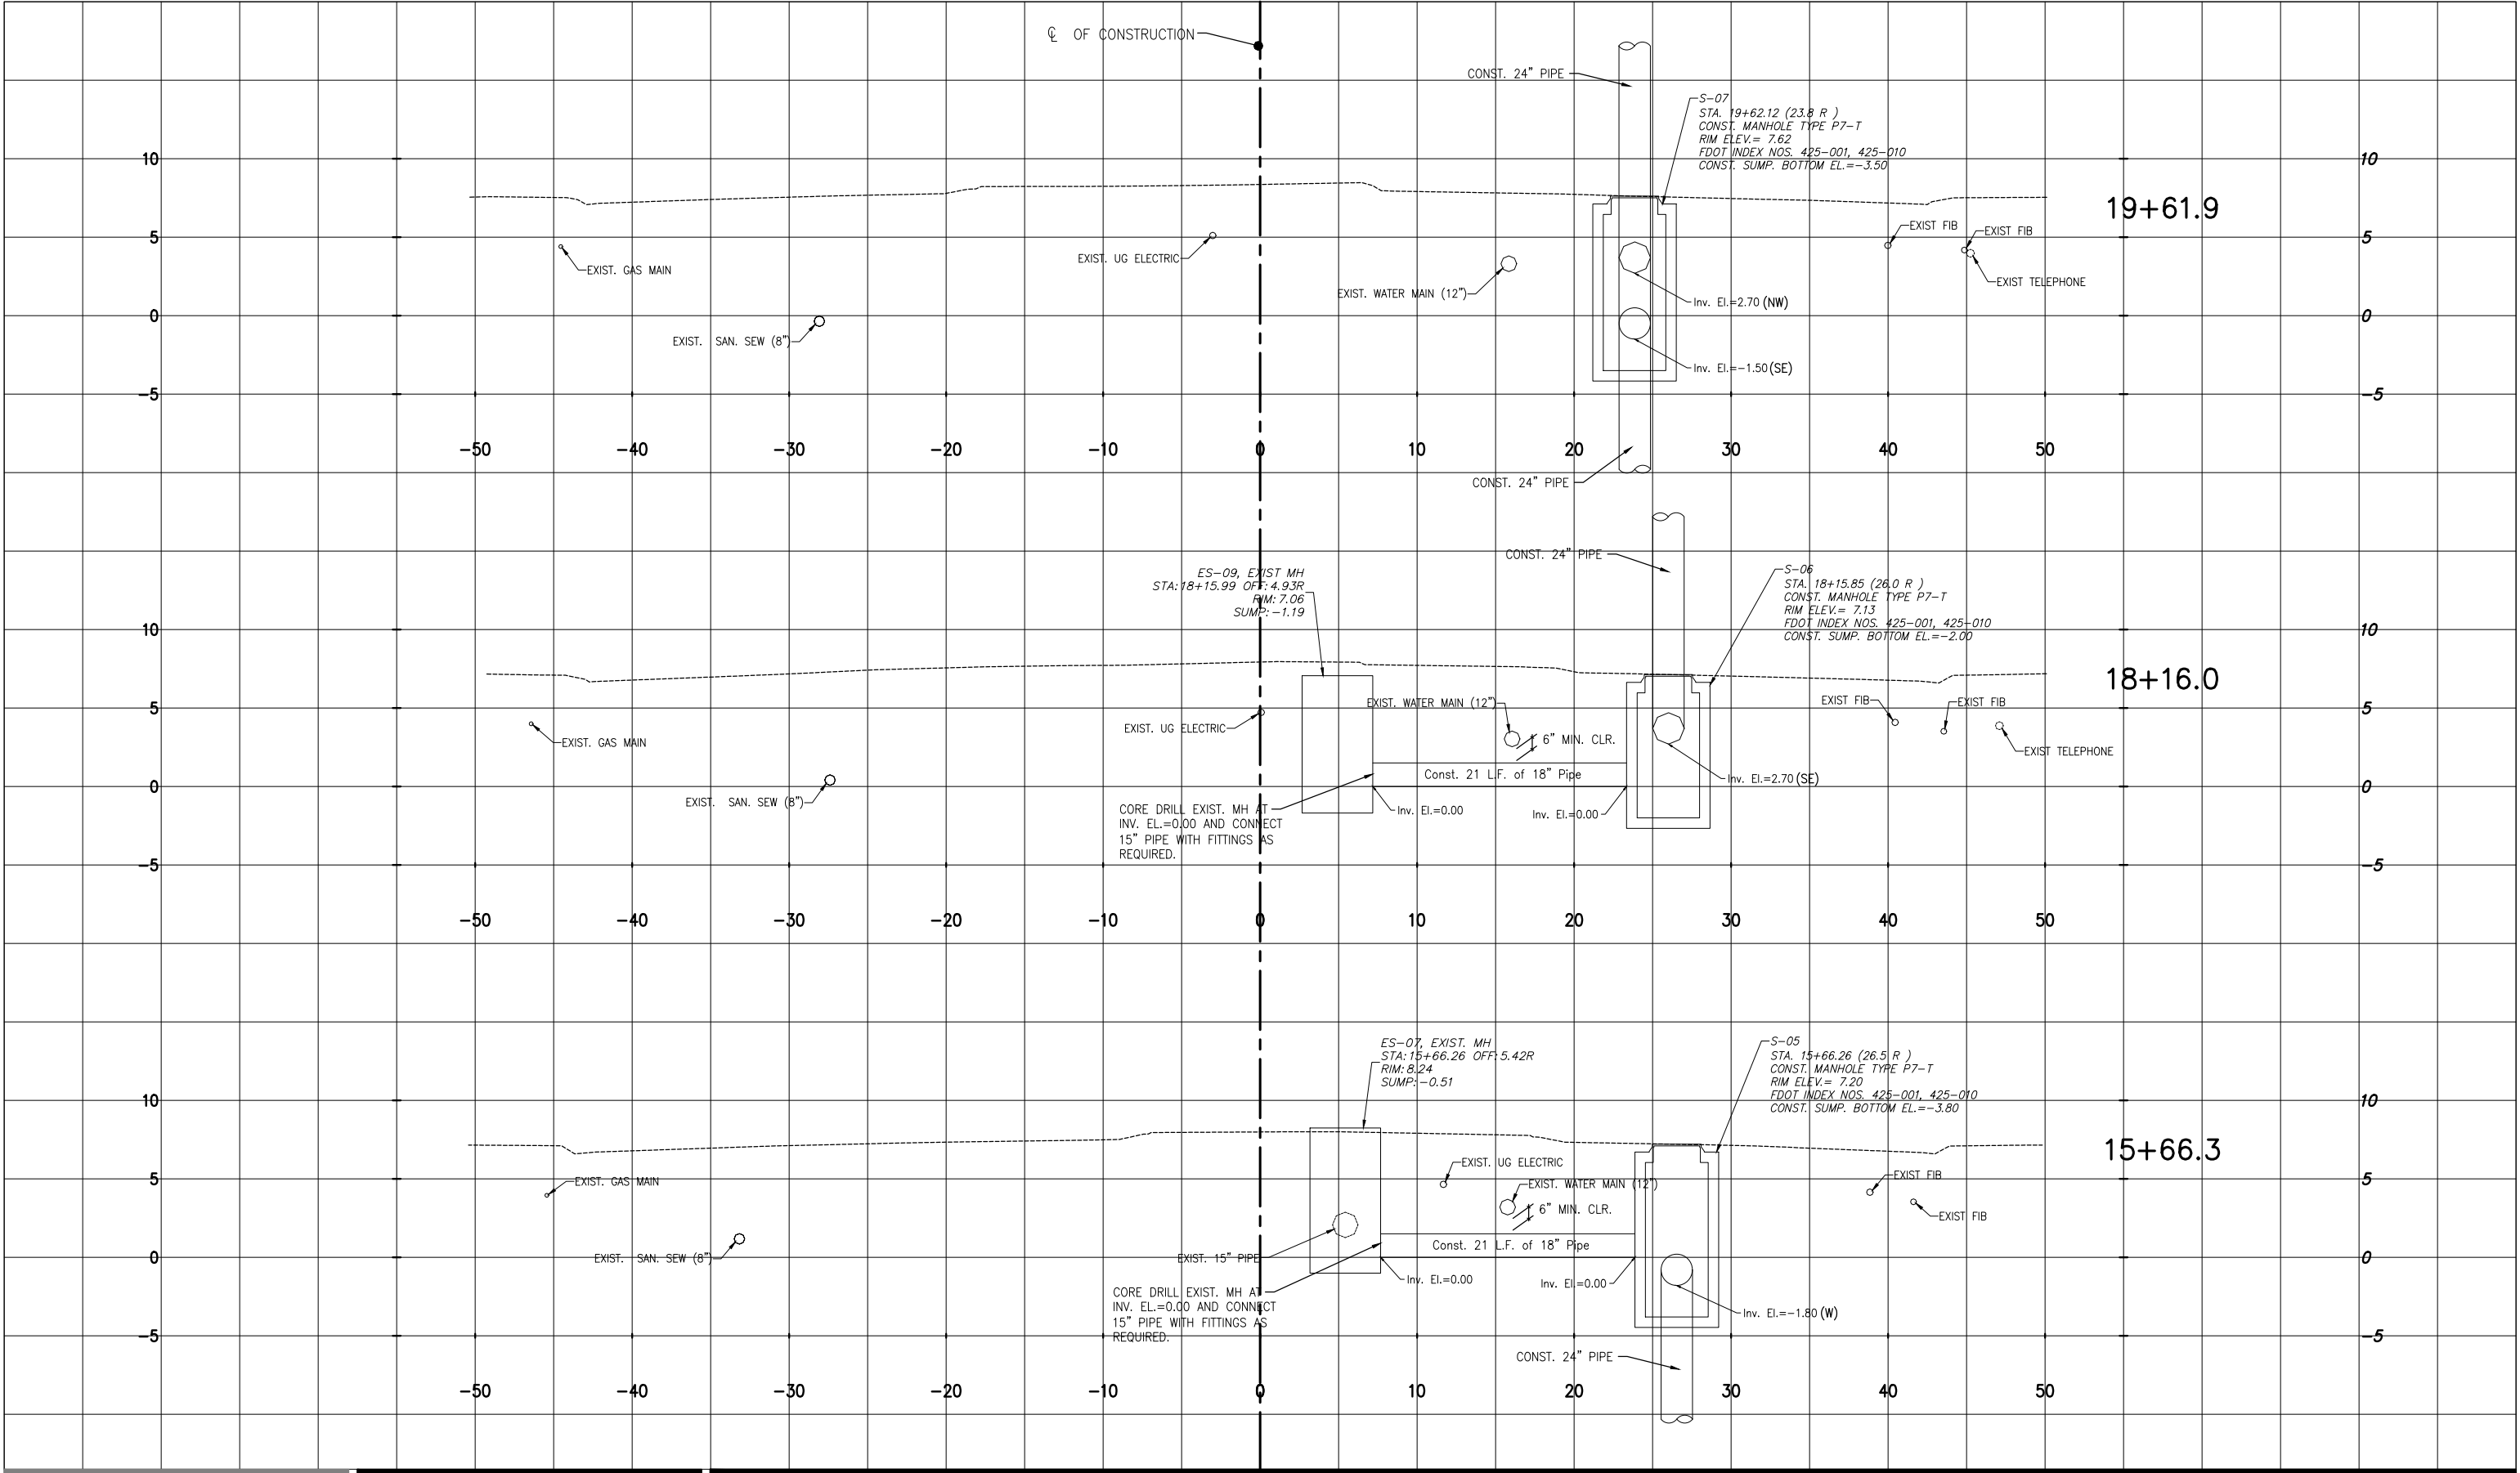 ℄ OF CONSTRUCTION
CONST. 24" PIPE
S-07
STA. 19+62.12 (23.8 R )
CONST. MANHOLE TYPE P7-T
RIM ELEV.= 7.62
FDOT INDEX NOS. 425-001, 425-010
CONST. SUMP. BOTTOM EL.=-3.50
10
10
19+61.9
5
5
EXIST. GAS MAIN
EXIST. UG ELECTRIC
EXIST. WATER MAIN (12")
EXIST FIB
EXIST FIB
EXIST TELEPHONE
Inv. El.=2.70 (NW)
0
0
EXIST. SAN. SEW (8")
Inv. El.=-1.50 (SE)
-5
-5
-50 -40 -30 -20 -10 0 10 20 30 40 50
CONST. 24" PIPE
CONST. 24" PIPE
ES-09, EXIST MH
STA:18+15.99 OFF:4.93R
RIM:7.06
SUMP:-1.19
S-06
STA. 18+15.85 (26.0 R )
CONST. MANHOLE TYPE P7-T
RIM ELEV.= 7.13
FDOT INDEX NOS. 425-001, 425-010
CONST. SUMP. BOTTOM EL.=-2.00
10
10
18+16.0
5
5
EXIST. GAS MAIN
EXIST. UG ELECTRIC
EXIST. WATER MAIN (12")
6" MIN. CLR.
EXIST FIB
EXIST FIB
EXIST TELEPHONE
Const. 21 L.F. of 18" Pipe
Inv. El.=2.70 (SE)
0
0
EXIST. SAN. SEW (8")
CORE DRILL EXIST. MH AT
INV. EL.=0.00 AND CONNECT
15" PIPE WITH FITTINGS AS
REQUIRED.
Inv. El.=0.00
Inv. El.=0.00
-5
-5
-50 -40 -30 -20 -10 0 10 20 30 40 50
ES-07, EXIST. MH
STA:15+66.26 OFF:5.42R
RIM:8.24
SUMP:-0.51
S-05
STA. 15+66.26 (26.5 R )
CONST. MANHOLE TYPE P7-T
RIM ELEV.= 7.20
FDOT INDEX NOS. 425-001, 425-010
CONST. SUMP. BOTTOM EL.=-3.80
10
10
15+66.3
5
5
EXIST. GAS MAIN
EXIST. UG ELECTRIC
EXIST. WATER MAIN (12")
6" MIN. CLR.
EXIST FIB
EXIST FIB
Const. 21 L.F. of 18" Pipe
0
0
EXIST. SAN. SEW (8")
EXIST. 15" PIPE
Inv. El.=0.00
Inv. El.=0.00
CORE DRILL EXIST. MH AT
INV. EL.=0.00 AND CONNECT
15" PIPE WITH FITTINGS AS
REQUIRED.
Inv. El.=-1.80 (W)
-5
-5
CONST. 24" PIPE
-50 -40 -30 -20 -10 0 10 20 30 40 50